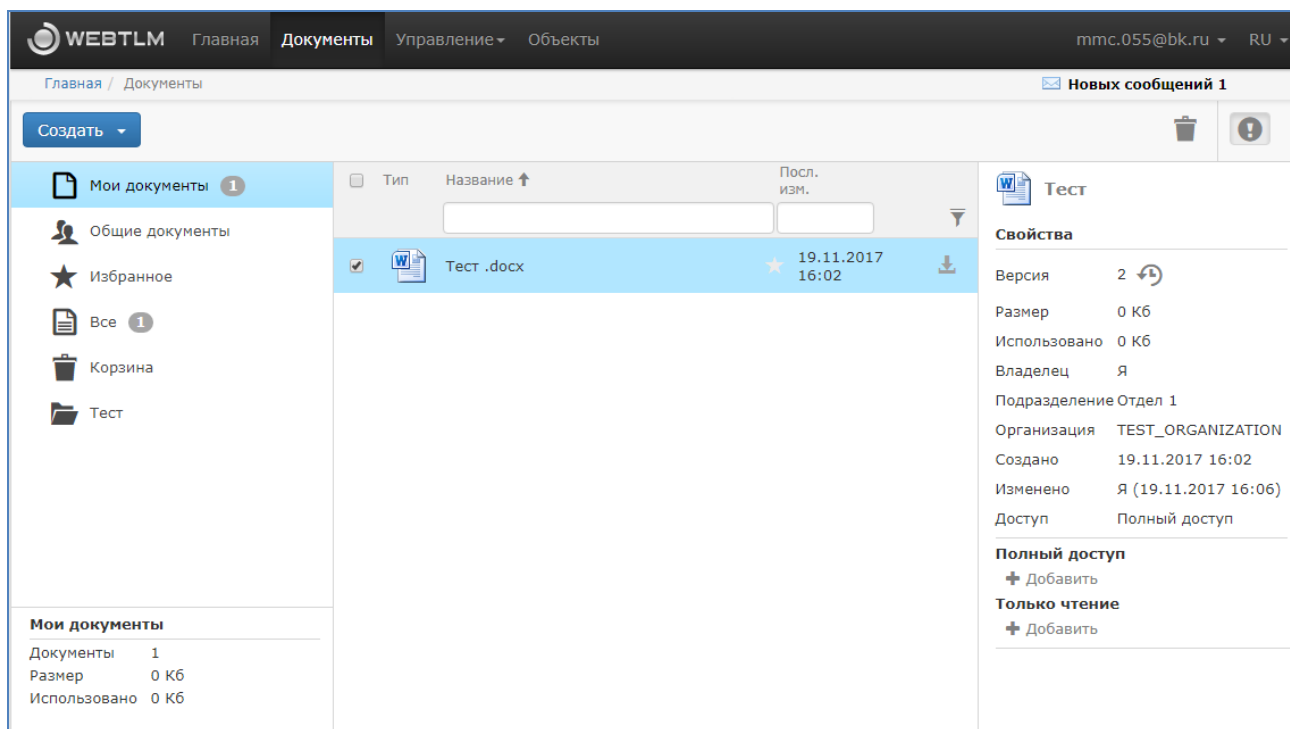 WEBTLM Главная Документы Управление Объекты mmc.055@bk.ru RU
Главная / Документы Новых сообщений 1
Создать
Мои документы 1
Общие документы
Избранное
Все 1
Корзина
Тест
Мои документы
Документы 1
Размер 0 Кб
Использовано 0 Кб
Тип Название Посл.
изм.
Тест .docx 19.11.2017
16:02
Тест
Свойства
Версия 2
Размер 0 Кб
Использовано 0 Кб
Владелец Я
Подразделение Отдел 1
Организация TEST_ORGANIZATION
Создано 19.11.2017 16:02
Изменено Я (19.11.2017 16:06)
Доступ Полный доступ
Полный доступ
Добавить
Только чтение
Добавить